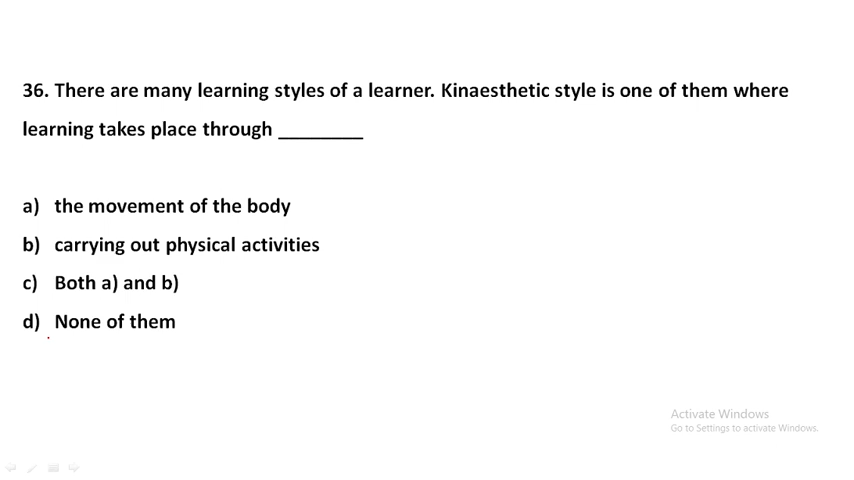 36. There are many learning styles of a learner. Kinaesthetic style is one of them where
learning takes place through ________
a) the movement of the body
b) carrying out physical activities
c) Both a) and b)
d) None of them
Activate Windows
Go to Settings to activate Windows.